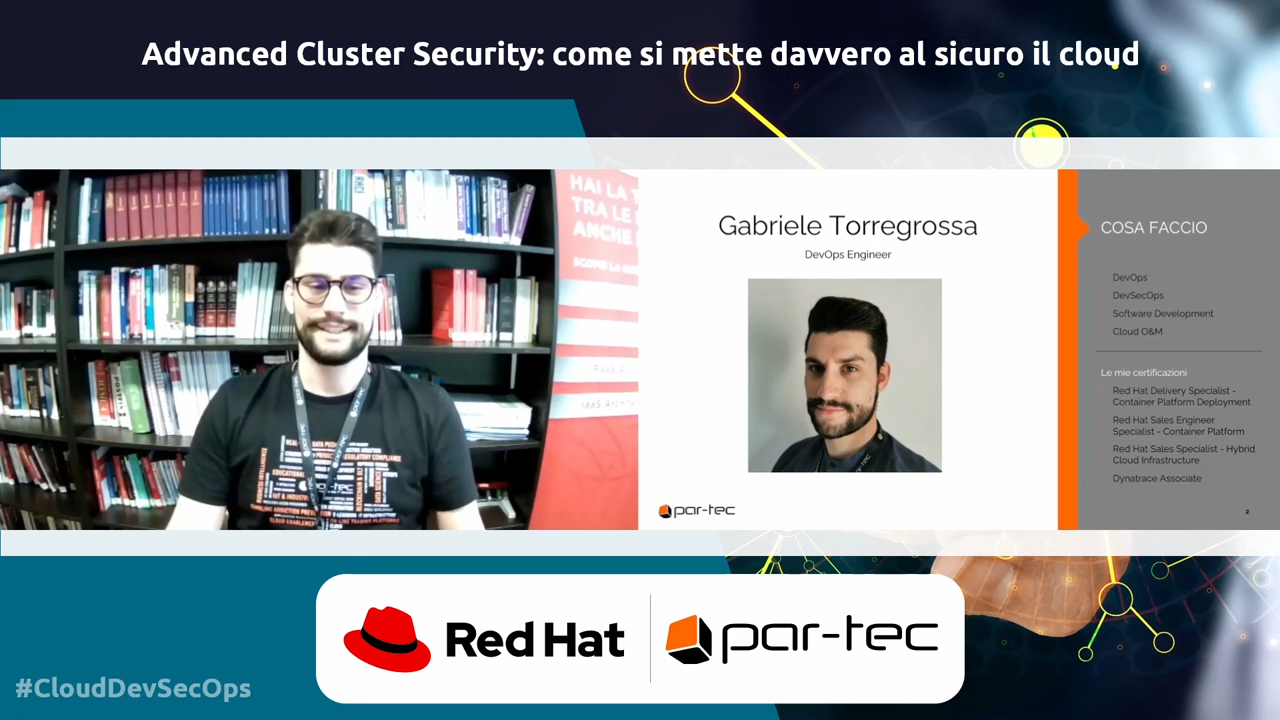 Advanced Cluster Security: come si mette davvero al sicuro il cloud
HAI LA
TRA LE
ANCHE
Gabriele Torregrossa
DevOps Engineer
par-tec
COSA FACCIO
DevOps
DevSecOps
Software Development
Cloud O&M
Le mie certificazioni
Red Hat Delivery Specialist -
Container Platform Deployment
Red Hat Sales Engineer
Specialist - Container Platform
Red Hat Sales Specialist - Hybrid
Cloud Infrastructure
Dynatrace Associate
2
Red Hat
par-tec
#CloudDevSecOps